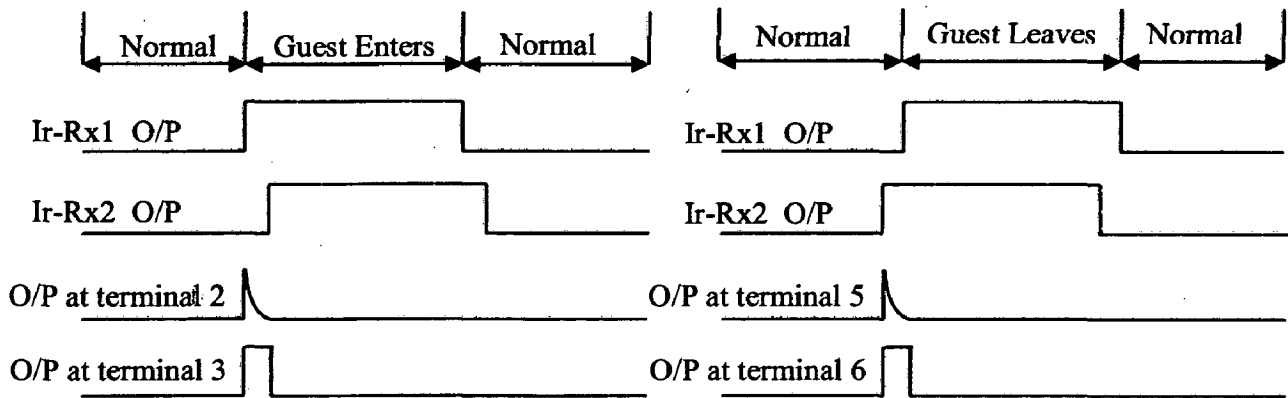 Normal Guest Enters Normal
Ir-Rx1 O/P
Ir-Rx2 O/P
O/P at terminal 2
O/P at terminal 3
Normal Guest Leaves Normal
Ir-Rx1 O/P
Ir-Rx2 O/P
O/P at terminal 5
O/P at terminal 6